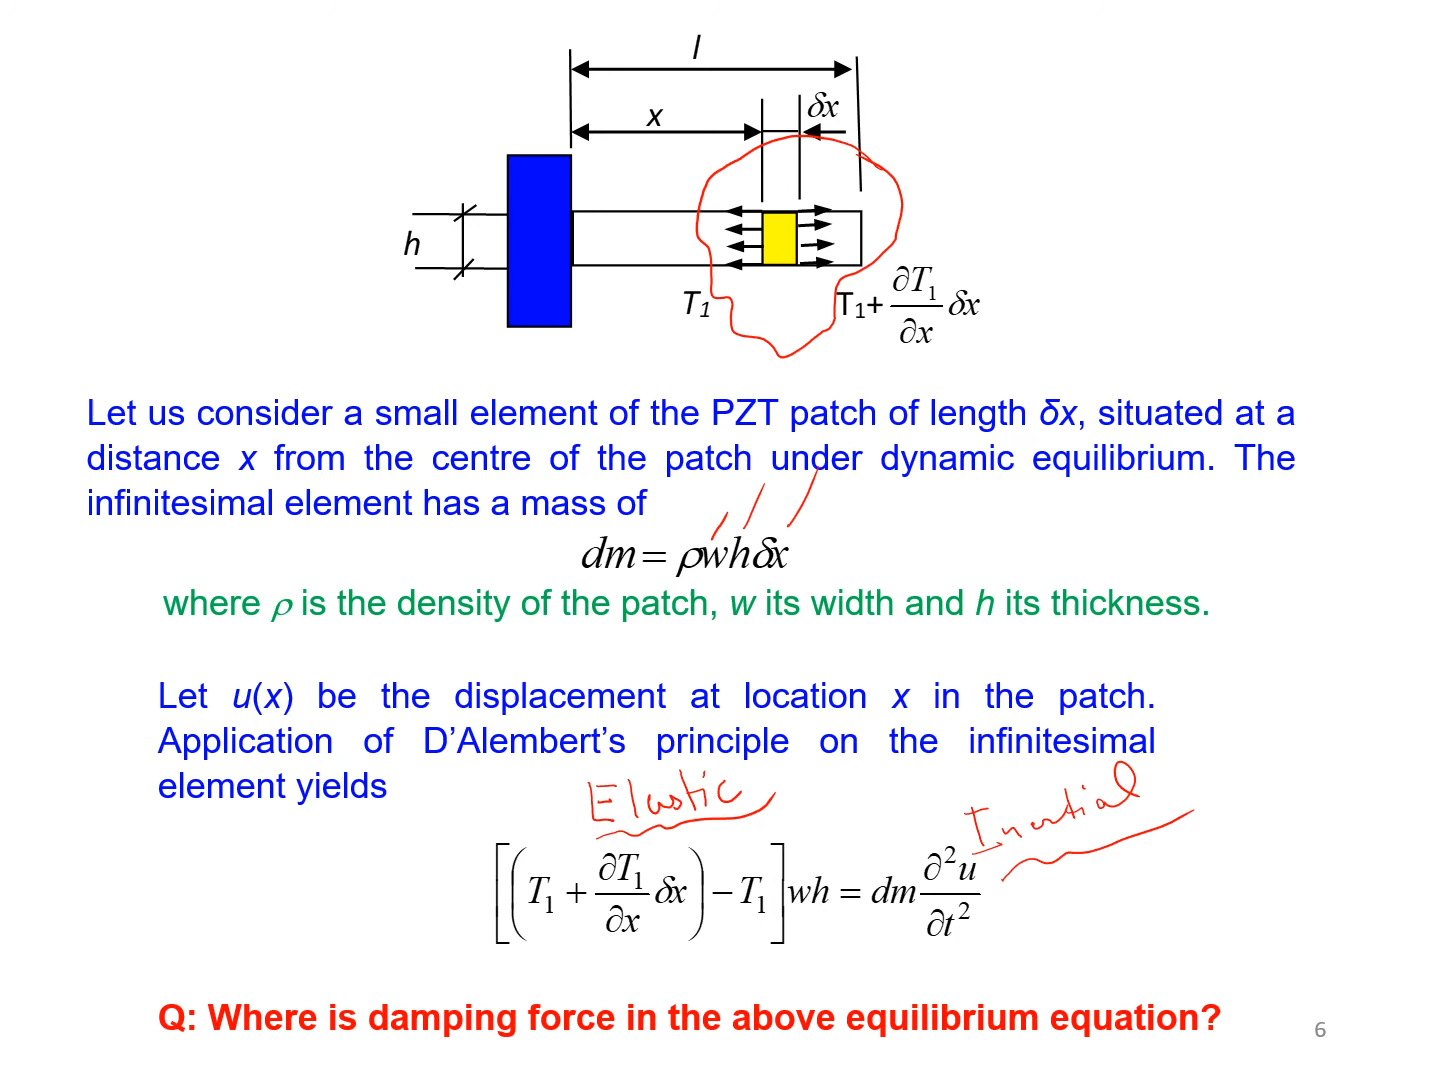 l
x
δx
h
T₁
T₁+ ∂T₁/∂x δx
Let us consider a small element of the PZT patch of length δx, situated at a
distance x from the centre of the patch under dynamic equilibrium. The
infinitesimal element has a mass of
dm = ρwhδx
where ρ is the density of the patch, w its width and h its thickness.
Let u(x) be the displacement at location x in the patch.
Application of D’Alembert’s principle on the infinitesimal
element yields
Elastic
Inertial
[(T₁ + ∂T₁/∂x δx) − T₁] wh = dm ∂²u/∂t²
Q: Where is damping force in the above equilibrium equation?
6